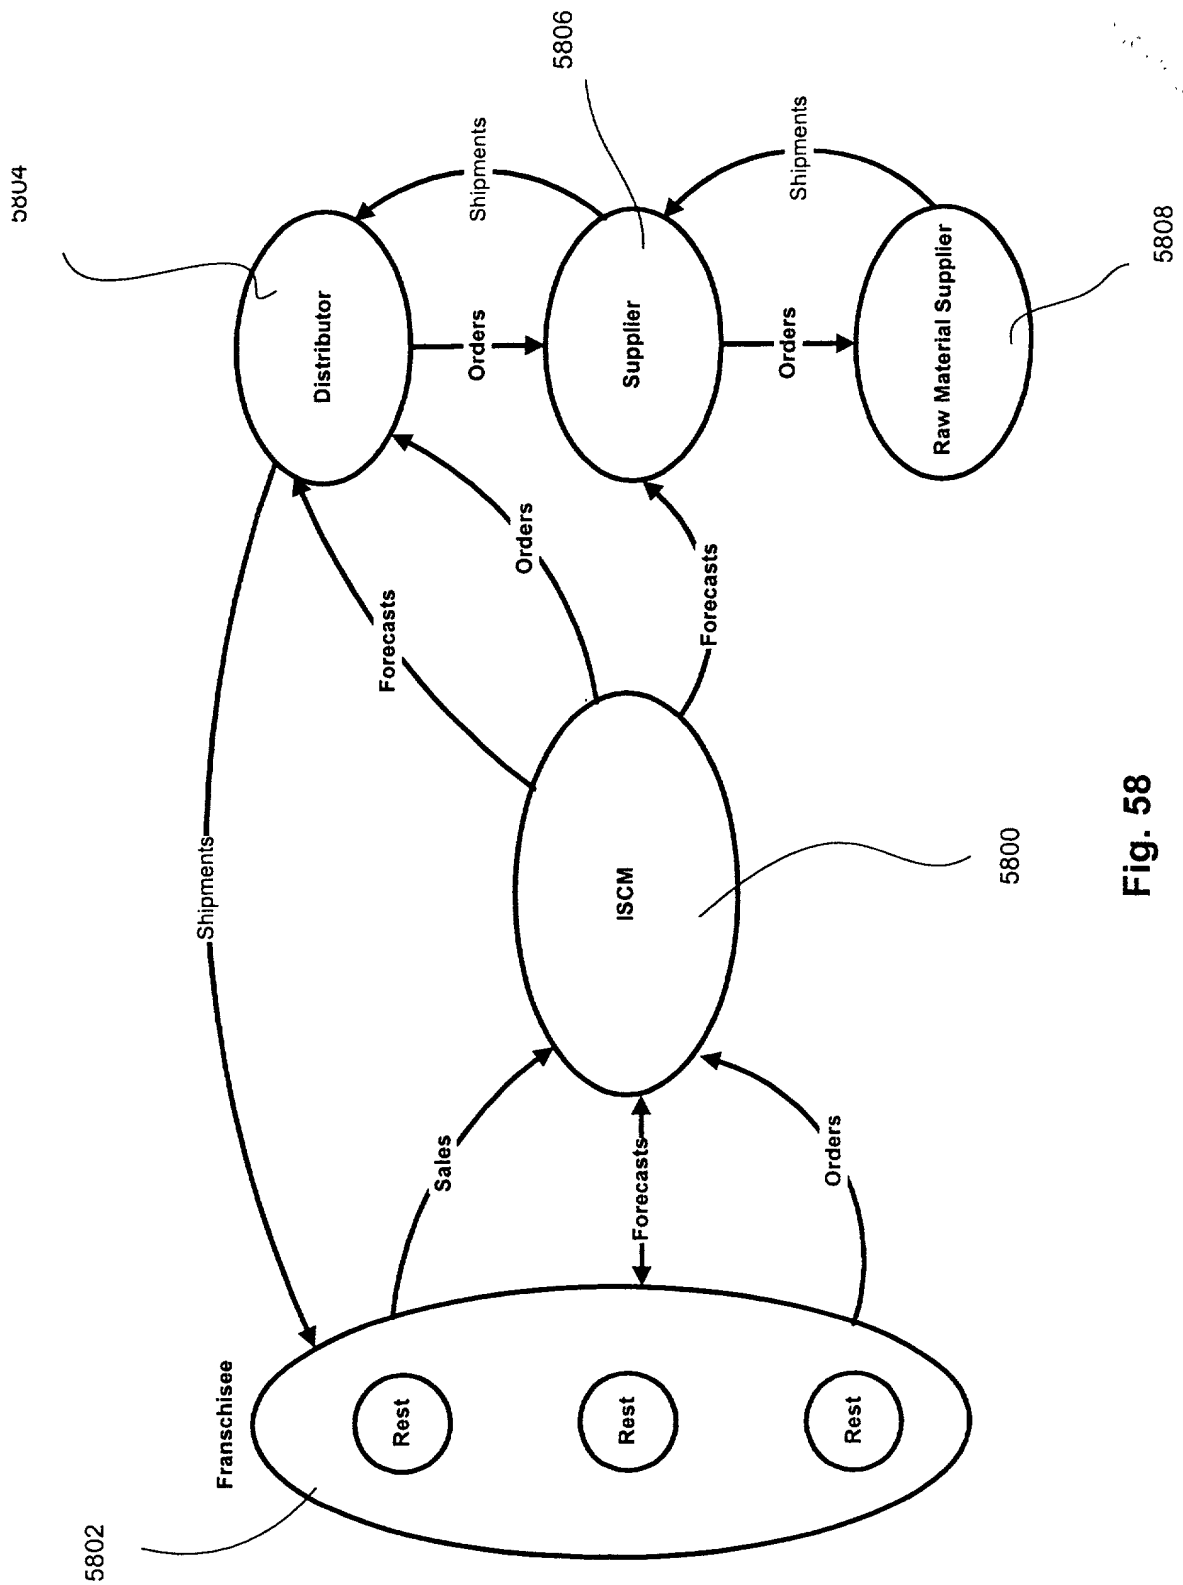 5804
5806
Shipments
Shipments
Distributor
Orders
Supplier
Orders
Raw Material Supplier
5808
Forecasts
Orders
Forecasts
Shipments
ISCM
5800
Sales
Forecasts
Orders
Franschisee
Rest
Rest
Rest
5802
Fig. 58